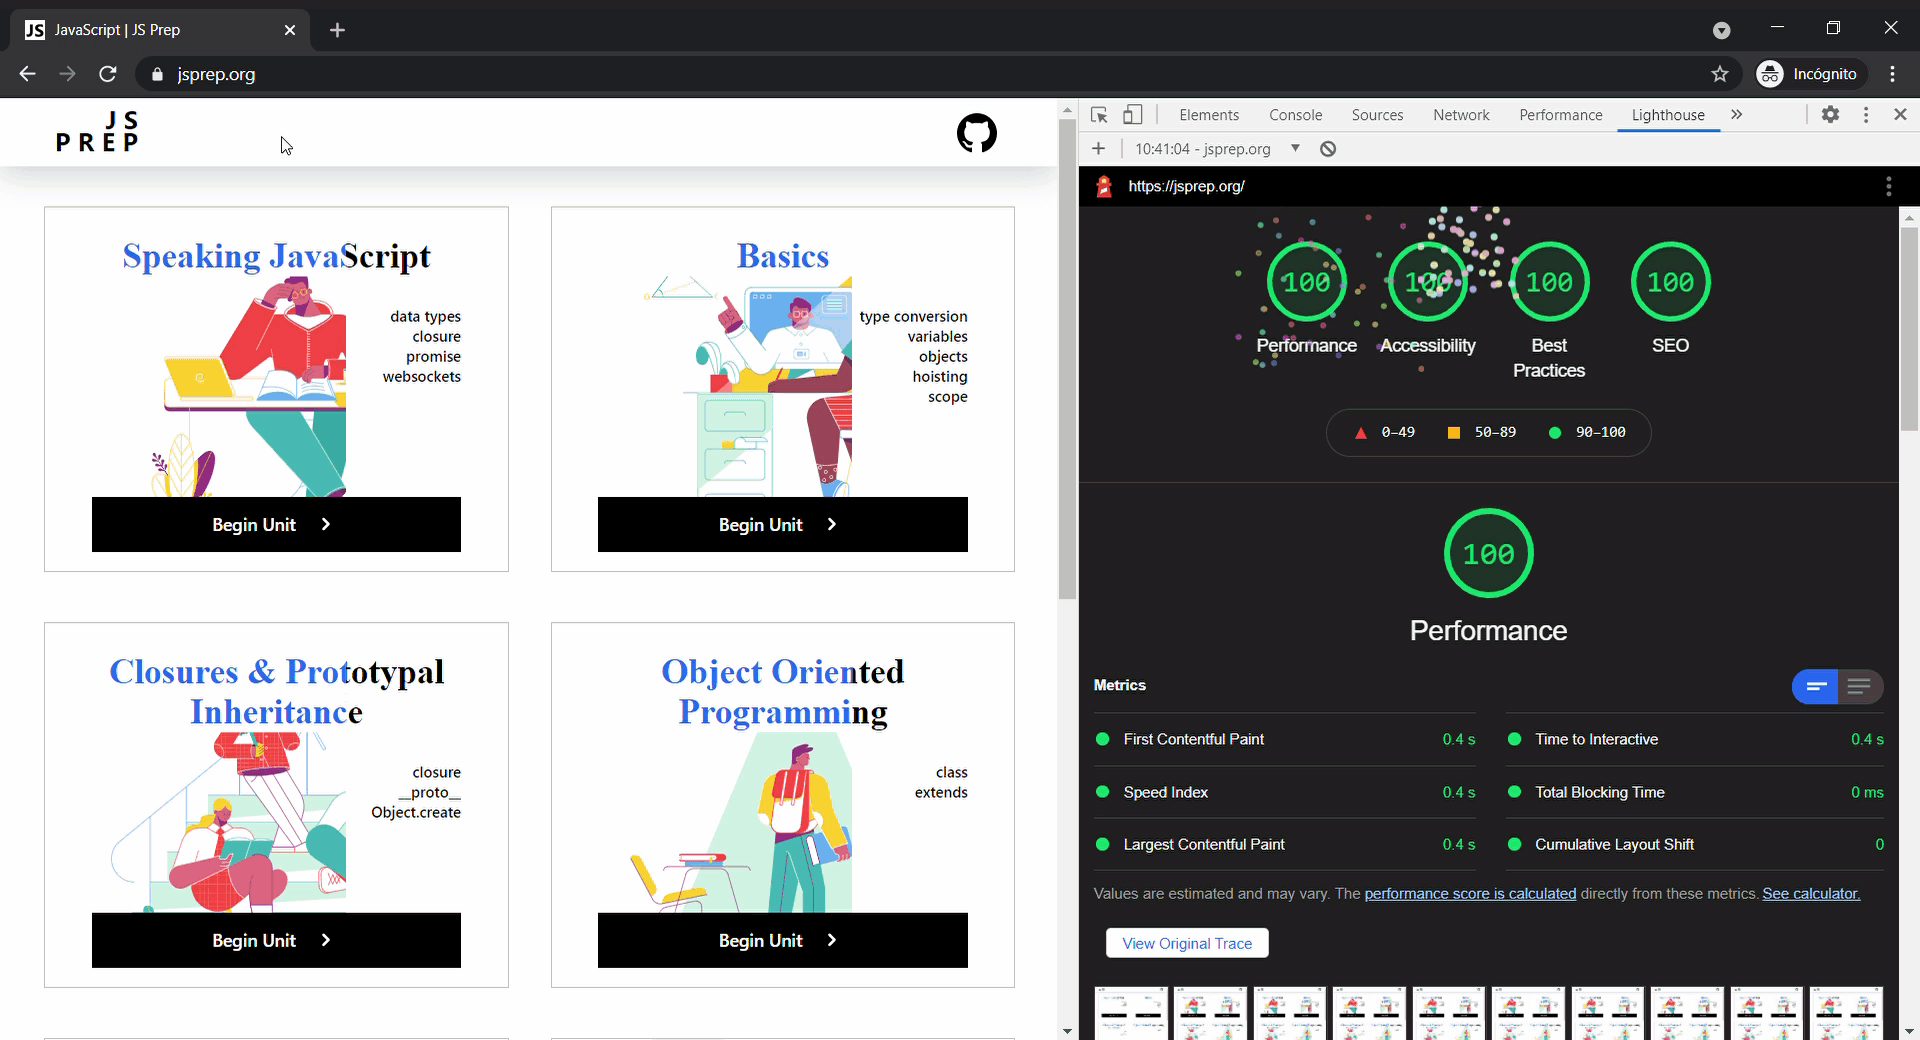 JS JavaScript | JS Prep
jsprep.org
Incógnito
JS
PREP
Speaking JavaScript
data types
closure
promise
websockets
Begin Unit
Basics
type conversion
variables
objects
hoisting
scope
Begin Unit
Closures & Prototypal
Inheritance
closure
__proto__
Object.create
Begin Unit
Object Oriented
Programming
class
extends
Begin Unit
Elements Console Sources Network Performance Lighthouse
10:41:04 - jsprep.org
https://jsprep.org/
100 100 100 100
Performance Accessibility Best Practices SEO
0–49 50–89 90–100
100
Performance
Metrics
First Contentful Paint 0.4 s
Time to Interactive 0.4 s
Speed Index 0.4 s
Total Blocking Time 0 ms
Largest Contentful Paint 0.4 s
Cumulative Layout Shift 0
Values are estimated and may vary. The performance score is calculated directly from these metrics. See calculator.
View Original Trace